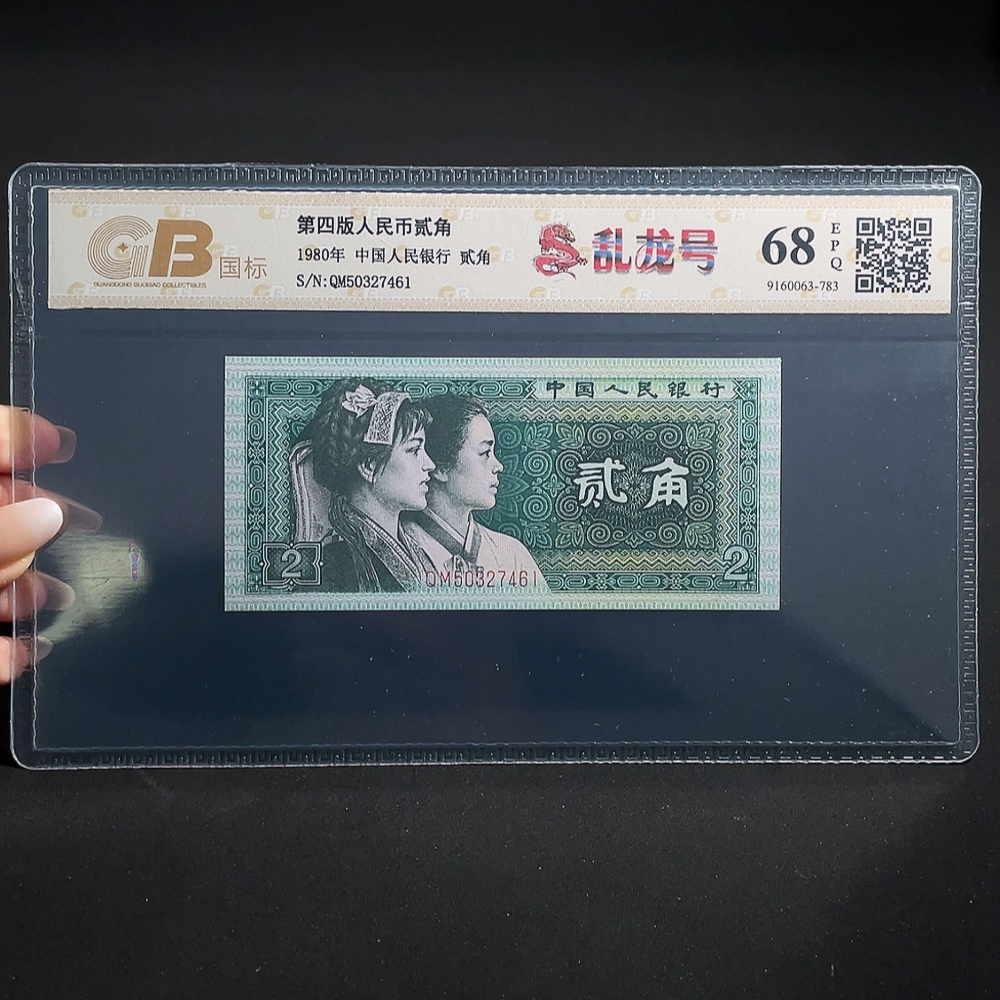 GB国标
GUANGDONG GUOBIAO COLLECTIBLES
第四版人民币贰角
1980年 中国人民银行 贰角
S/N:QM50327461
乱龙号
68
EPQ
9160063-783
中国人民银行
贰角
2
2
QM50327461